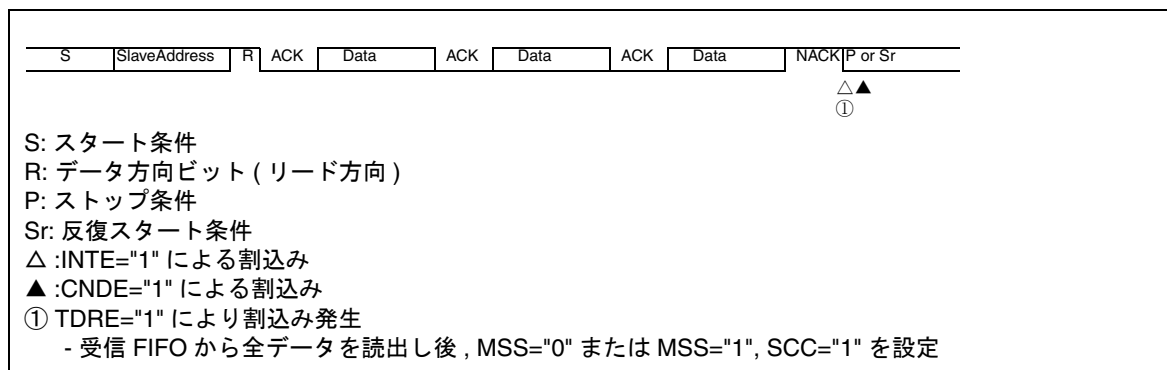 S SlaveAddress R ACK Data ACK Data ACK Data NACK P or Sr
△▲
①
S: スタート条件
R: データ方向ビット ( リード方向 )
P: ストップ条件
Sr: 反復スタート条件
△ :INTE="1" による割込み
▲ :CNDE="1" による割込み
① TDRE="1" により割込み発生
- 受信 FIFO から全データを読出し後 , MSS="0" または MSS="1", SCC="1" を設定